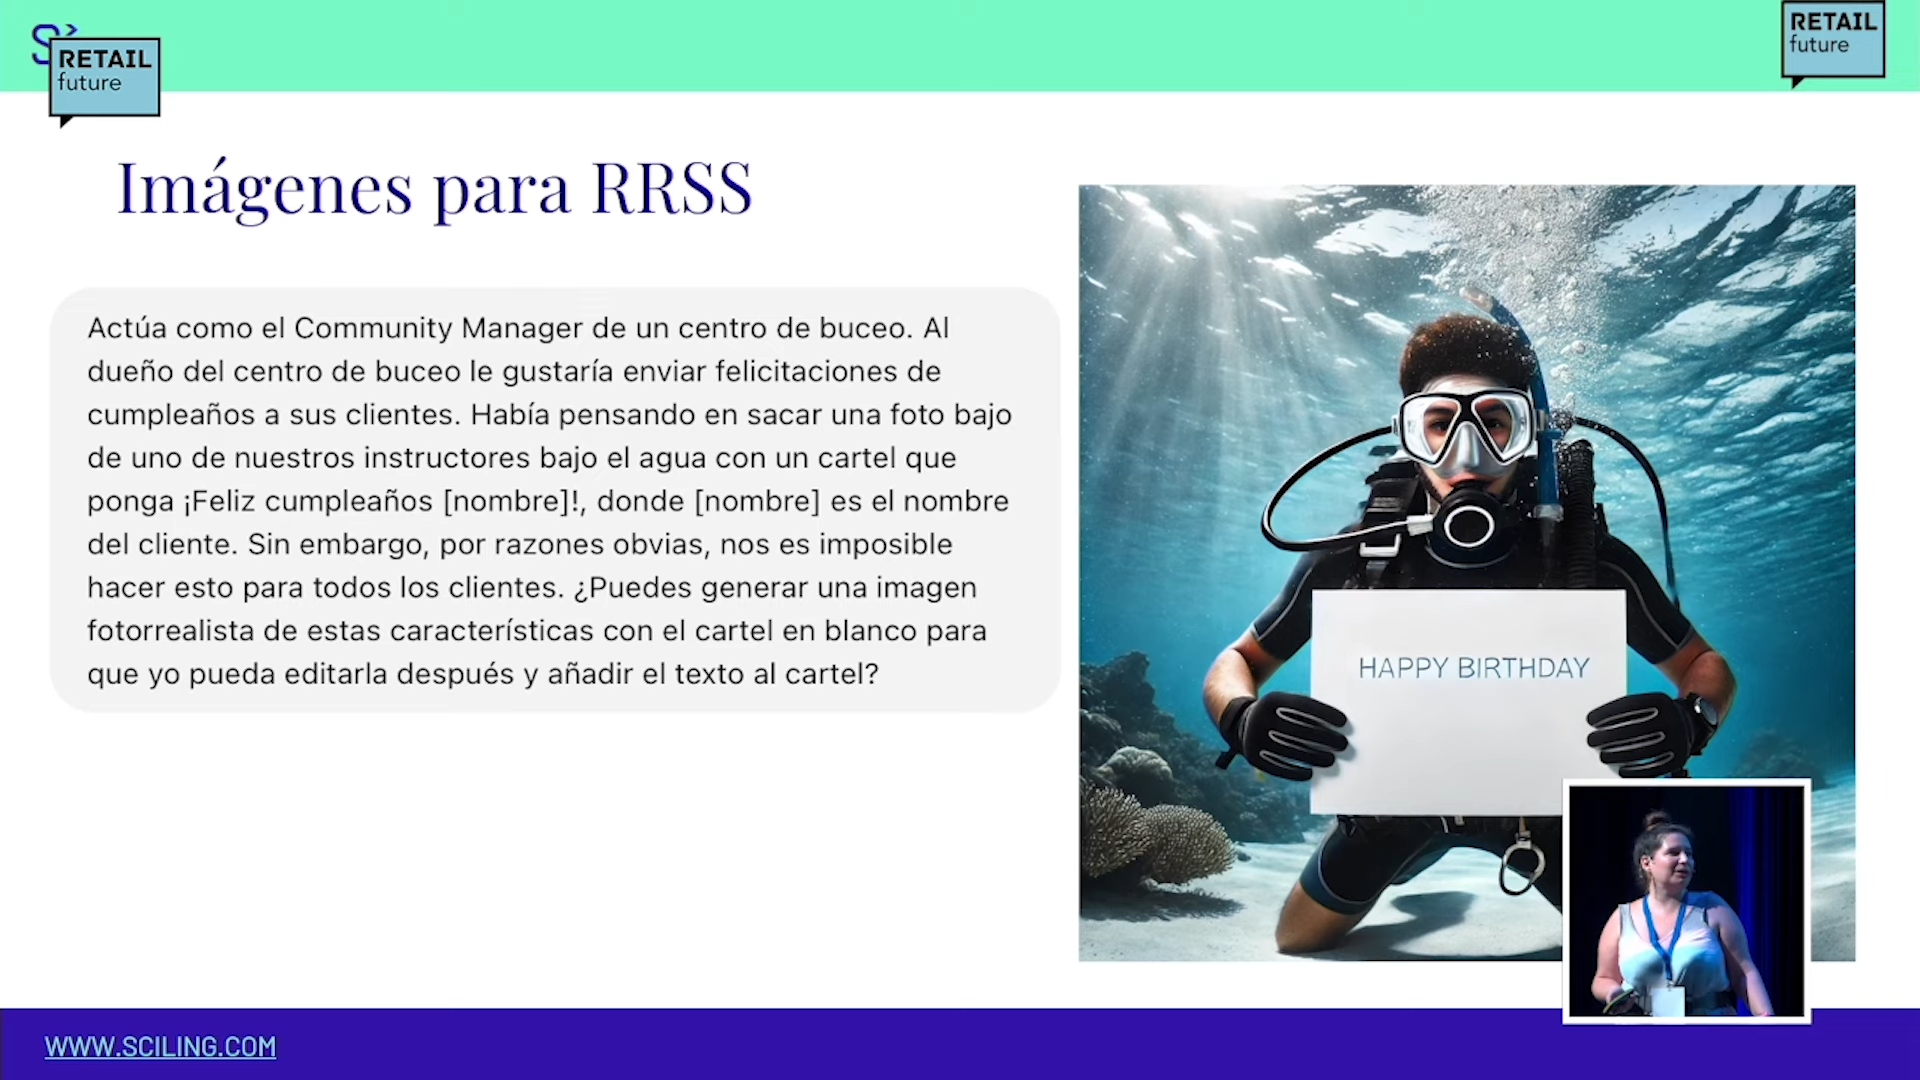 RETAIL
future
RETAIL
future
Imágenes para RRSS
Actúa como el Community Manager de un centro de buceo. Al
dueño del centro de buceo le gustaría enviar felicitaciones de
cumpleaños a sus clientes. Había pensando en sacar una foto bajo
de uno de nuestros instructores bajo el agua con un cartel que
ponga ¡Feliz cumpleaños [nombre]!, donde [nombre] es el nombre
del cliente. Sin embargo, por razones obvias, nos es imposible
hacer esto para todos los clientes. ¿Puedes generar una imagen
fotorrealista de estas características con el cartel en blanco para
que yo pueda editarla después y añadir el texto al cartel?
HAPPY BIRTHDAY
WWW.SCILING.COM